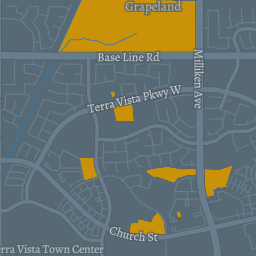 Grapeland
Base Line Rd
Milliken Ave
Terra Vista Pkwy W
Church St
rra Vista Town Center